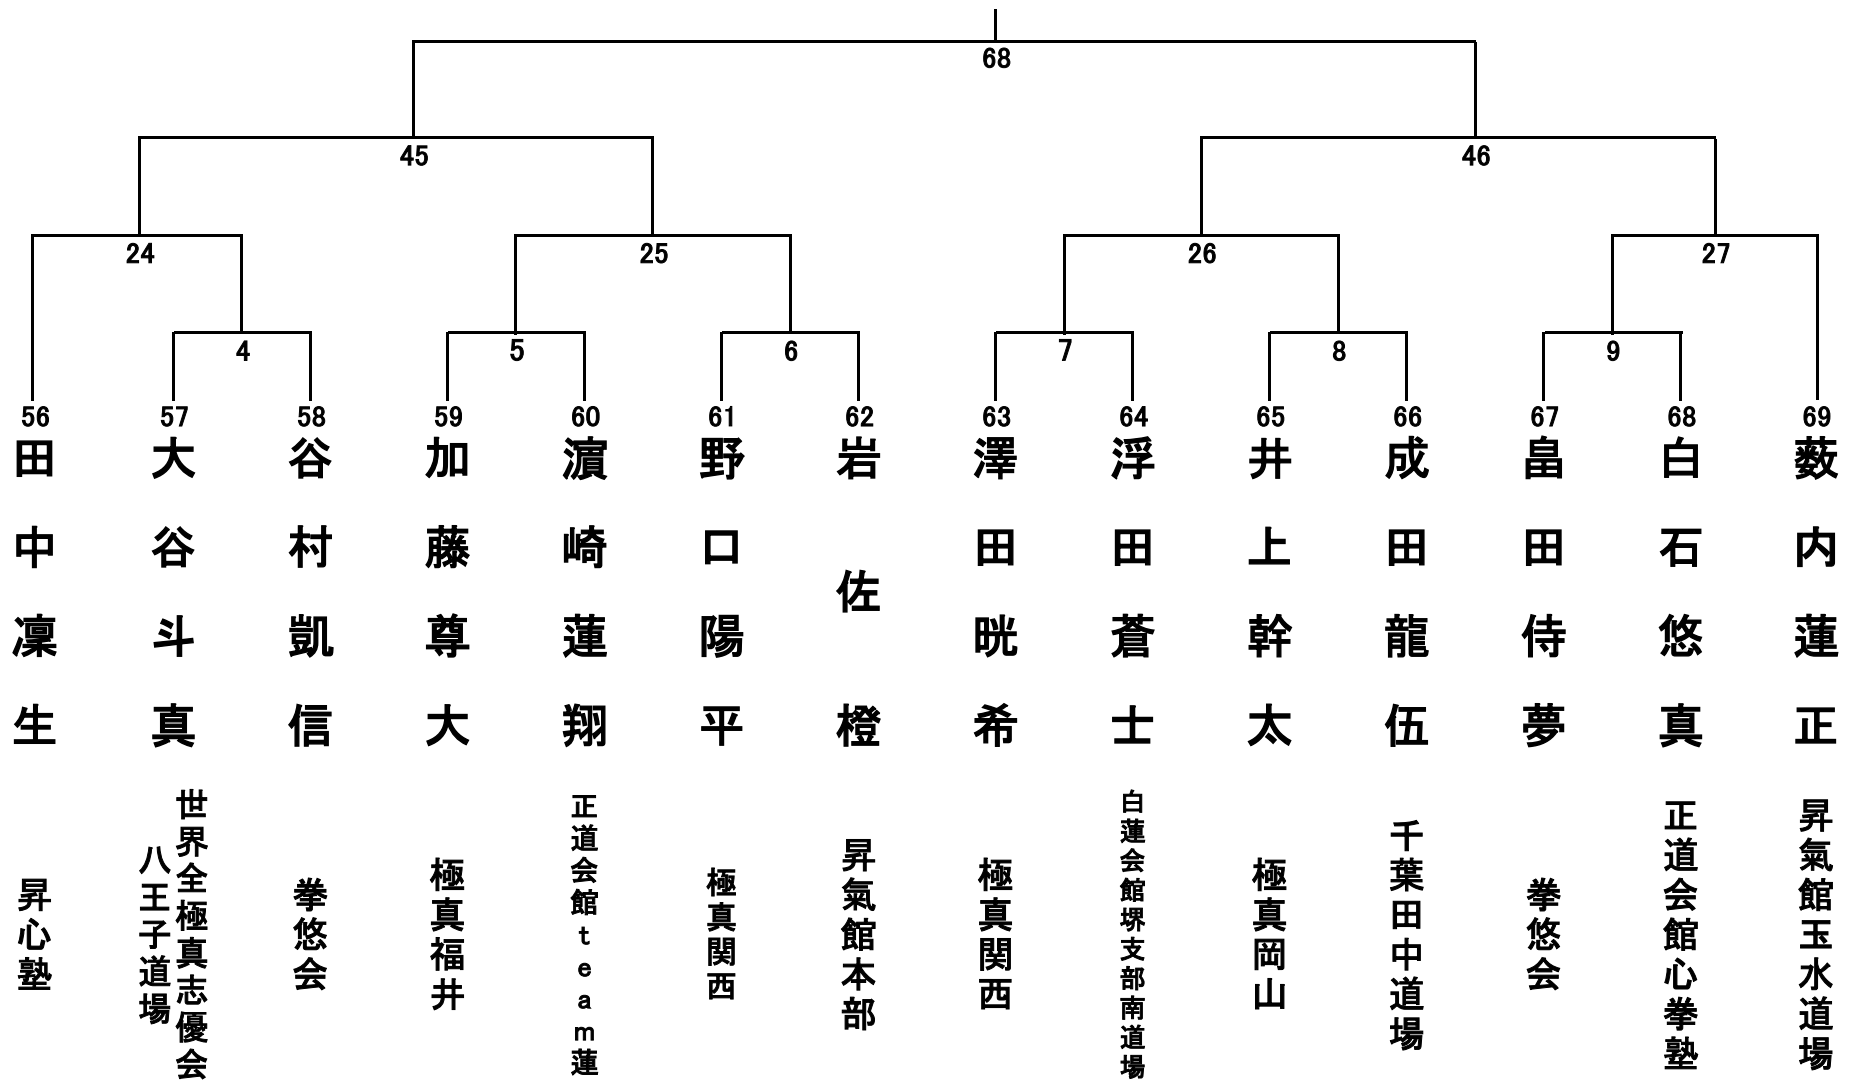 68
45
46
24
25
26
27
4
5
6
7
8
9
56
57
58
59
60
61
62
63
64
65
66
67
68
69
田中凜生
大谷斗真
谷村凱信
加藤尊大
濵崎蓮翔
野口陽平
岩佐橙
澤田晄希
浮田蒼士
井上幹太
成田龍伍
畠田侍夢
白石悠真
薮内蓮正
昇心塾
世界全極真志優会
八王子道場
拳悠会
極真福井
正道会館team蓮
極真関西
昇氣館本部
極真関西
白蓮会館堺支部南道場
極真岡山
千葉田中道場
拳悠会
正道会館心拳塾
昇氣館玉水道場